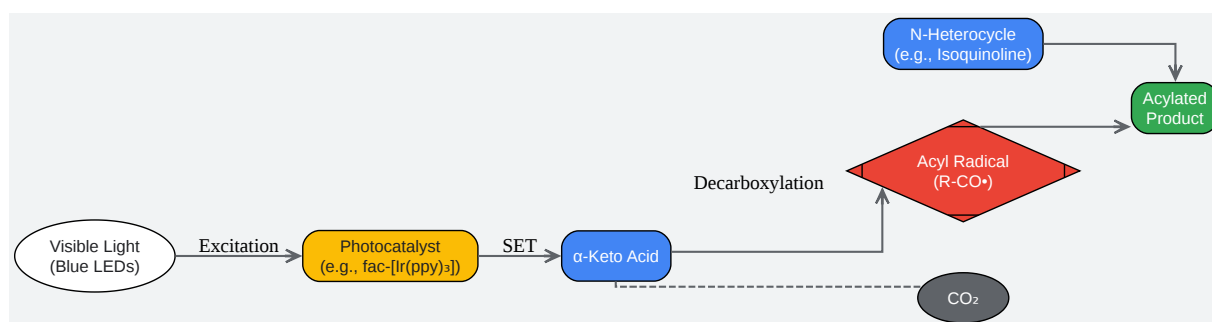 N-Heterocycle
(e.g., Isoquinoline)
Acylated
Product
Acyl Radical
(R-CO•)
Decarboxylation
Visible Light
(Blue LEDs)
Excitation
Photocatalyst
(e.g., fac-[Ir(ppy)₃])
SET
α-Keto Acid
CO₂